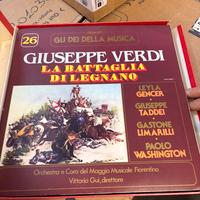 26
GLI DEI DELLA MUSICA
GIUSEPPE VERDI
LA BATTAGLIA
DI LEGNANO
LEYLA
GENCER
GIUSEPPE
TADDEI
GASTONE
LIMARILLI
PAOLO
WASHINGTON
Orchestra e Coro del Maggio Musicale Fiorentino
Vittorio Gui, direttore